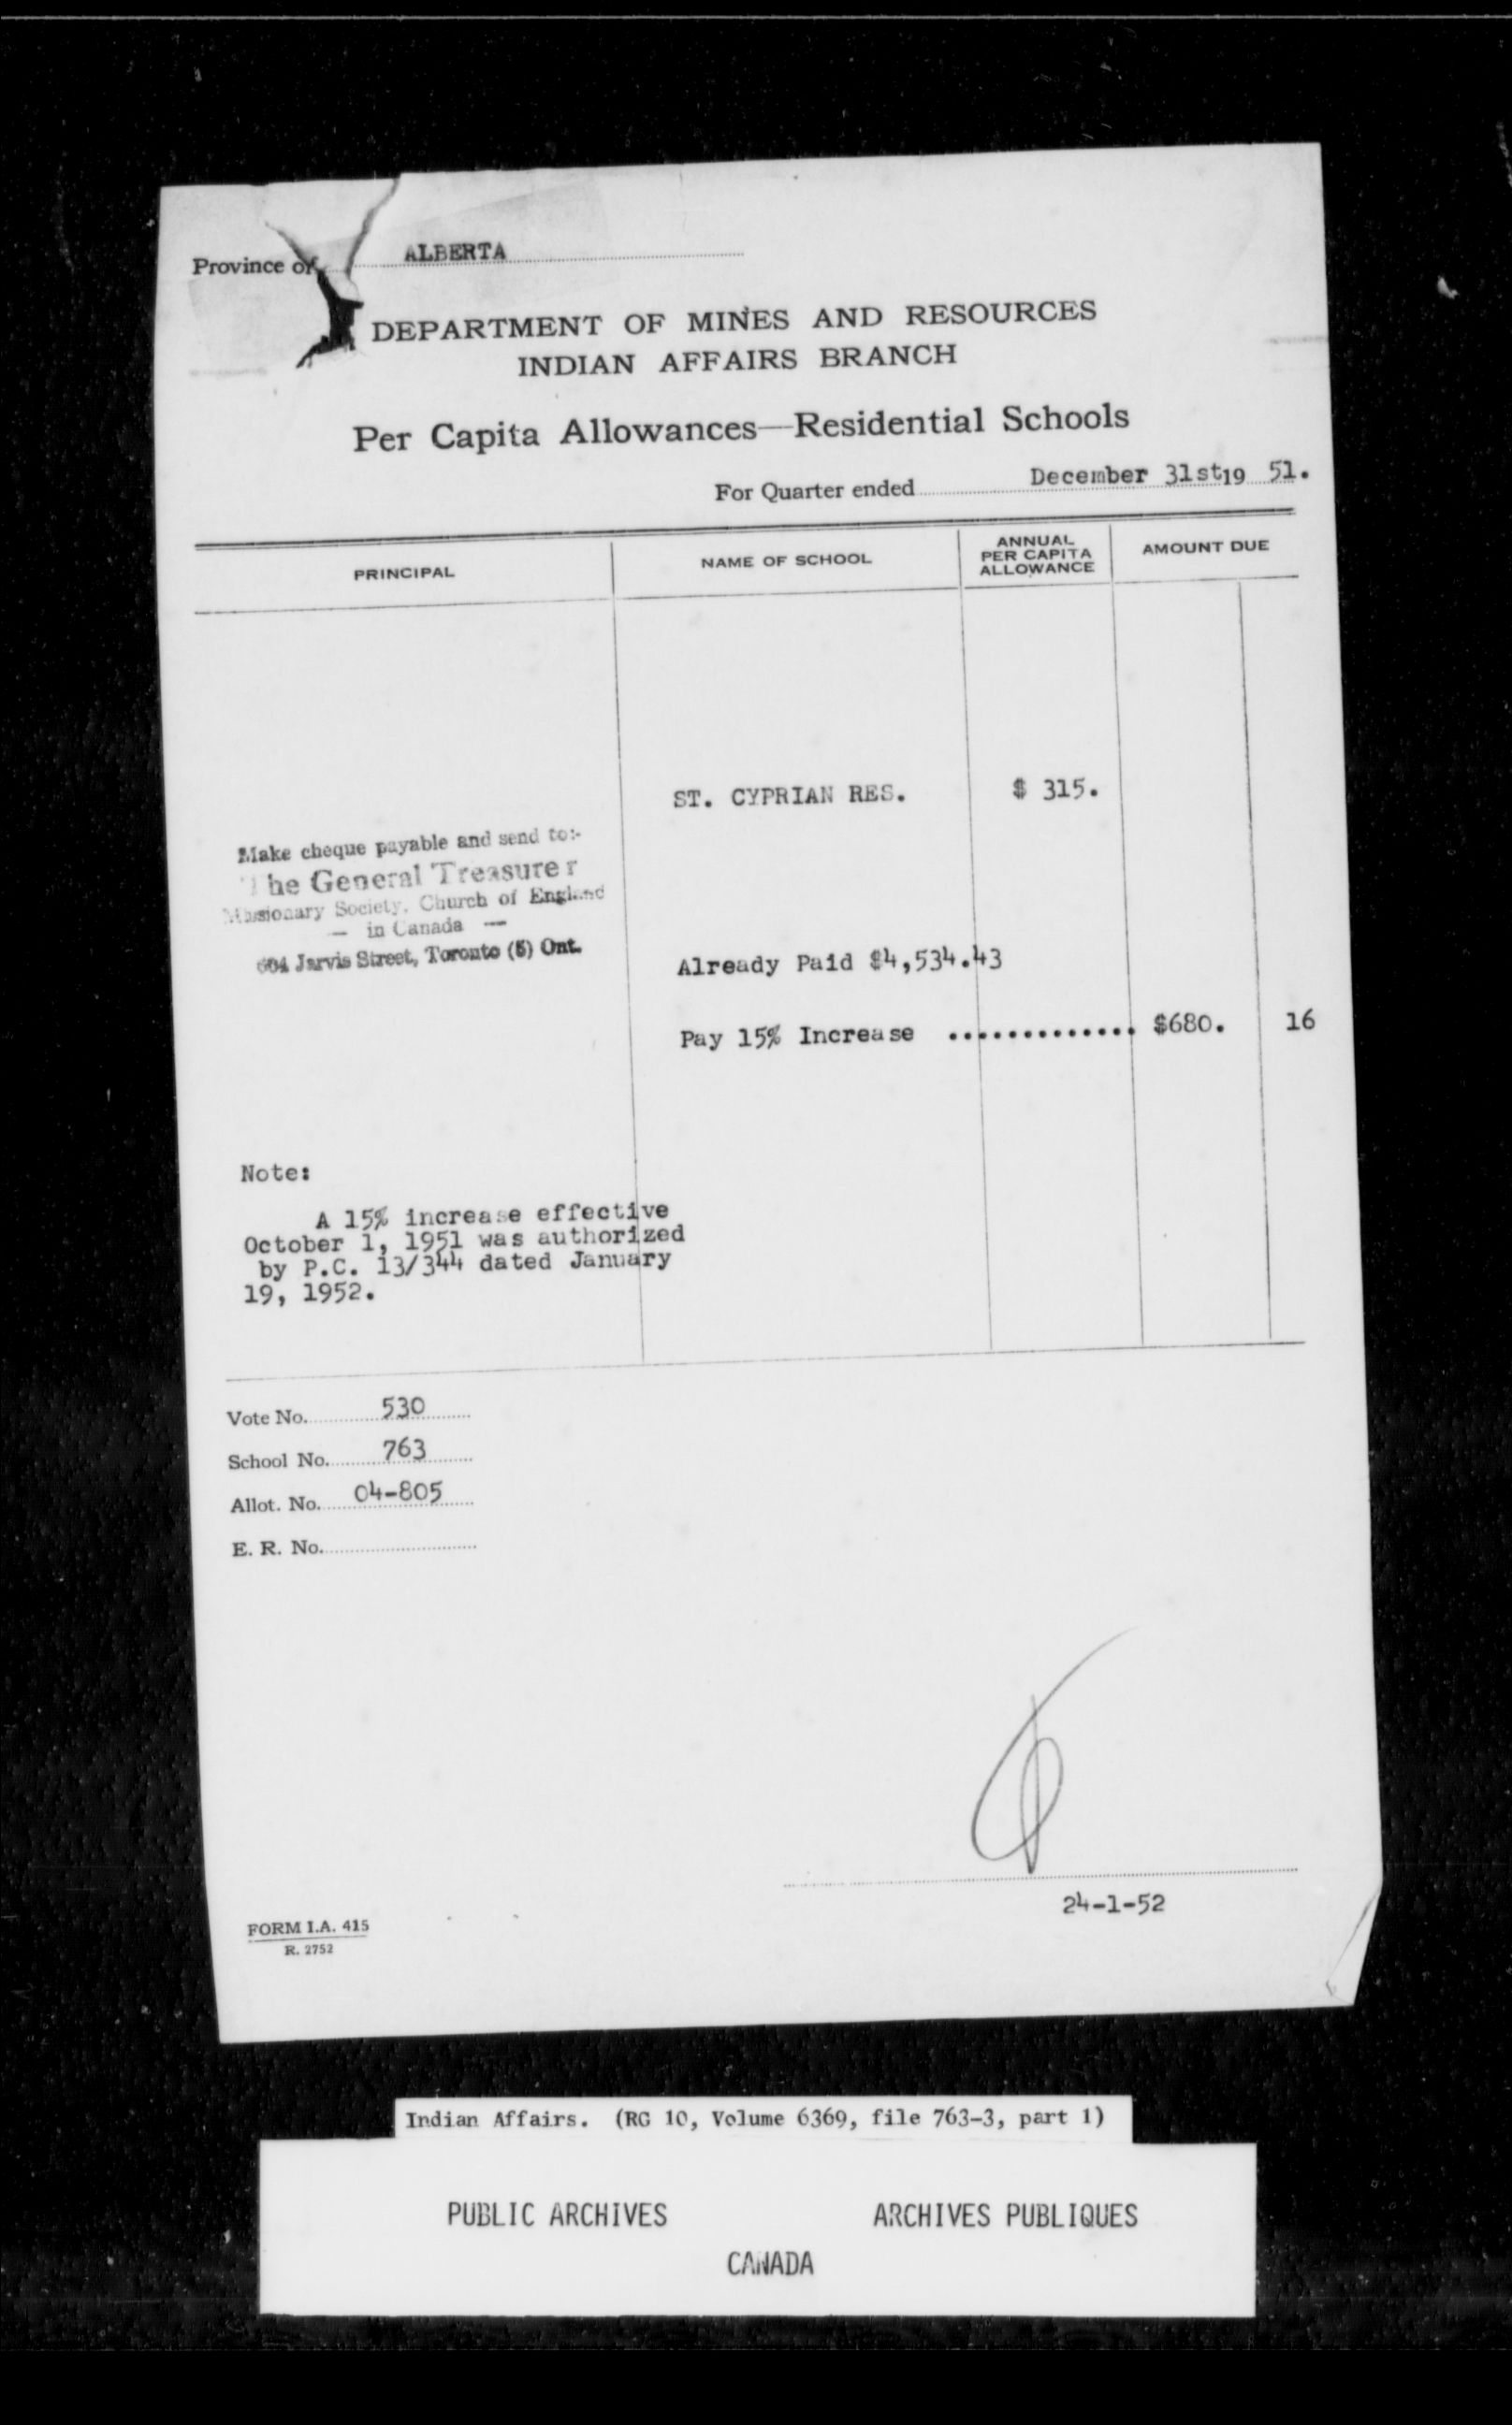 Province of ALBERTA
DEPARTMENT OF MINES AND RESOURCES
INDIAN AFFAIRS BRANCH
Per Capita Allowances—Residential Schools
For Quarter ended December 31st 19 51.
PRINCIPAL
NAME OF SCHOOL
ANNUAL
PER CAPITA
ALLOWANCE
AMOUNT DUE
ST. CYPRIAN RES. $ 315.
Make cheque payable and send to:-
The General Treasurer
Missionary Society, Church of England
— in Canada —
604 Jarvis Street, Toronto (5) Ont.
Already Paid $4,534.43
Pay 15% Increase ............. $680. 16
Note:
A 15% increase effective
October 1, 1951 was authorized
by P.C. 13/344 dated January
19, 1952.
Vote No. 530
School No. 763
Allot. No. 04-805
E. R. No.
24-1-52
FORM I.A. 415
R. 2752
Indian Affairs. (RG 10, Volume 6369, file 763-3, part 1)
PUBLIC ARCHIVES ARCHIVES PUBLIQUES
CANADA